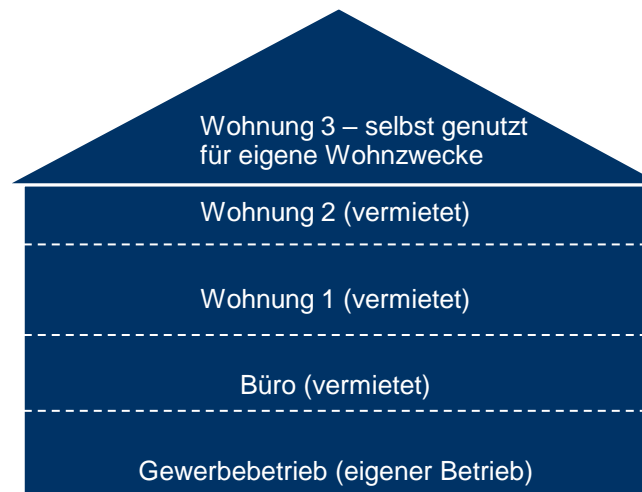 Wohnung 3 – selbst genutzt
für eigene Wohnzwecke
Wohnung 2 (vermietet)
Wohnung 1 (vermietet)
Büro (vermietet)
Gewerbebetrieb (eigener Betrieb)